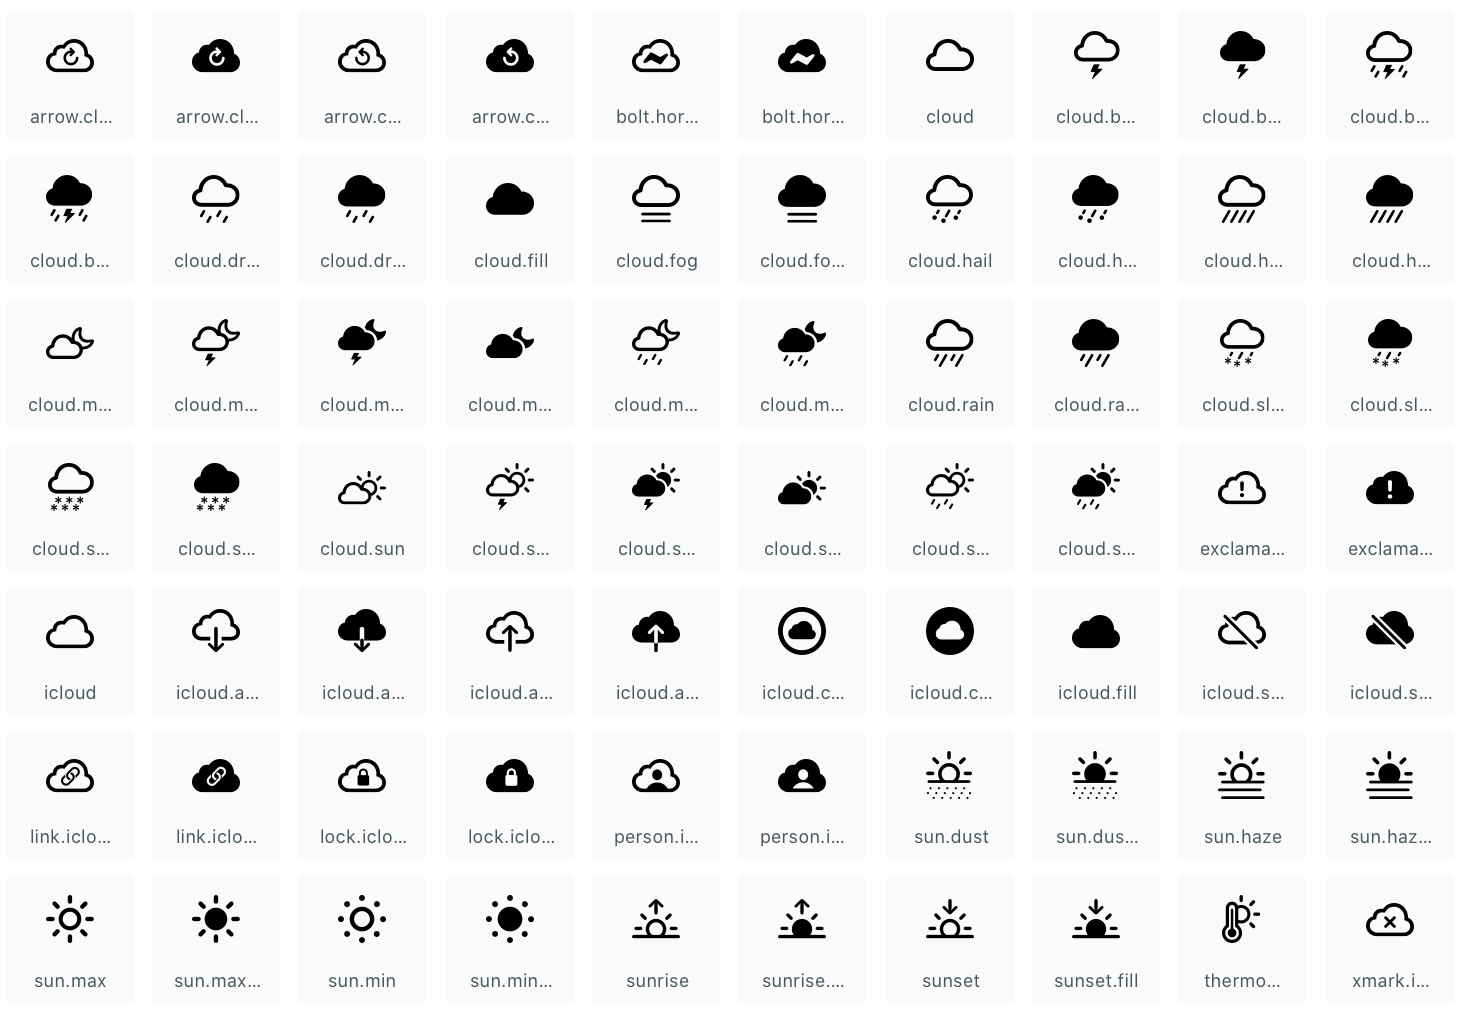 arrow.cl... arrow.cl... arrow.c... arrow.c... bolt.hor... bolt.hor... cloud cloud.b... cloud.b... cloud.b...
cloud.b... cloud.dr... cloud.dr... cloud.fill cloud.fog cloud.fo... cloud.hail cloud.h... cloud.h... cloud.h...
cloud.m... cloud.m... cloud.m... cloud.m... cloud.m... cloud.m... cloud.rain cloud.ra... cloud.sl... cloud.sl...
cloud.s... cloud.s... cloud.sun cloud.s... cloud.s... cloud.s... cloud.s... cloud.s... exclama... exclama...
icloud icloud.a... icloud.a... icloud.a... icloud.a... icloud.c... icloud.c... icloud.fill icloud.s... icloud.s...
link.iclo... link.iclo... lock.iclo... lock.iclo... person.i... person.i... sun.dust sun.dus... sun.haze sun.haz...
sun.max sun.max... sun.min sun.min... sunrise sunrise.... sunset sunset.fill thermo... xmark.i...